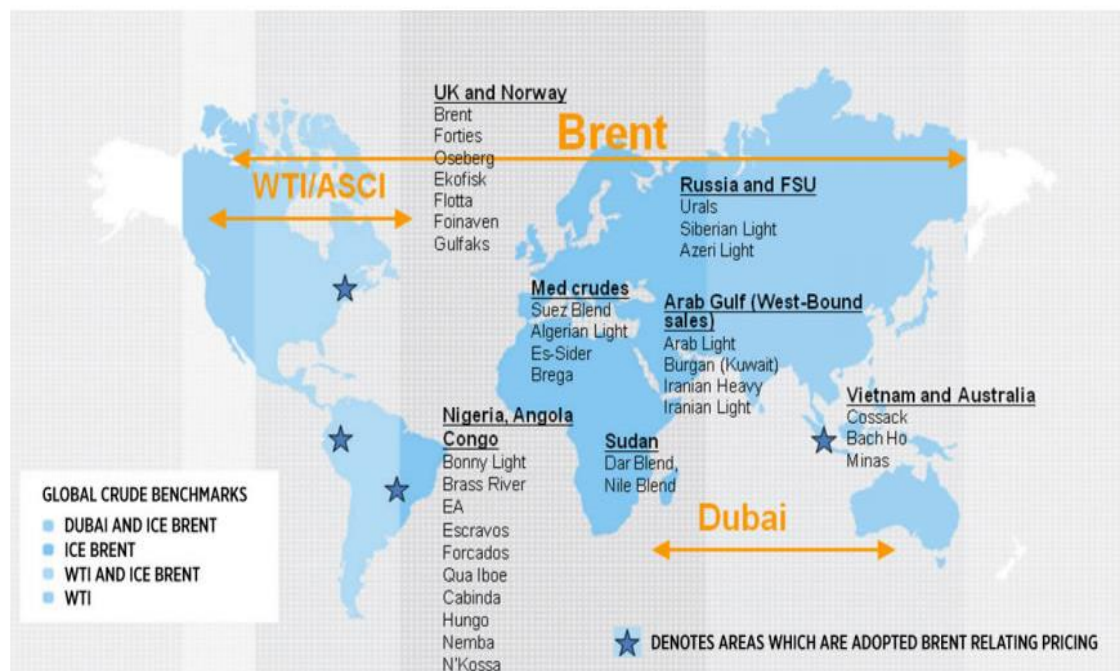 UK and Norway
Brent
Forties
Oseberg
Ekofisk
Flotta
Foinaven
Gulfaks
Brent
WTI/ASCI
Russia and FSU
Urals
Siberian Light
Azeri Light
Med crudes
Suez Blend
Algerian Light
Es-Sider
Brega
Arab Gulf (West-Bound
sales)
Arab Light
Burgan (Kuwait)
Iranian Heavy
Iranian Light
Vietnam and Australia
Cossack
Bach Ho
Minas
Nigeria, Angola
Congo
Bonny Light
Brass River
EA
Escravos
Forcados
Qua Iboe
Cabinda
Hungo
Nemba
N'Kossa
Sudan
Dar Blend,
Nile Blend
Dubai
GLOBAL CRUDE BENCHMARKS
DUBAI AND ICE BRENT
ICE BRENT
WTI AND ICE BRENT
WTI
DENOTES AREAS WHICH ARE ADOPTED BRENT RELATING PRICING